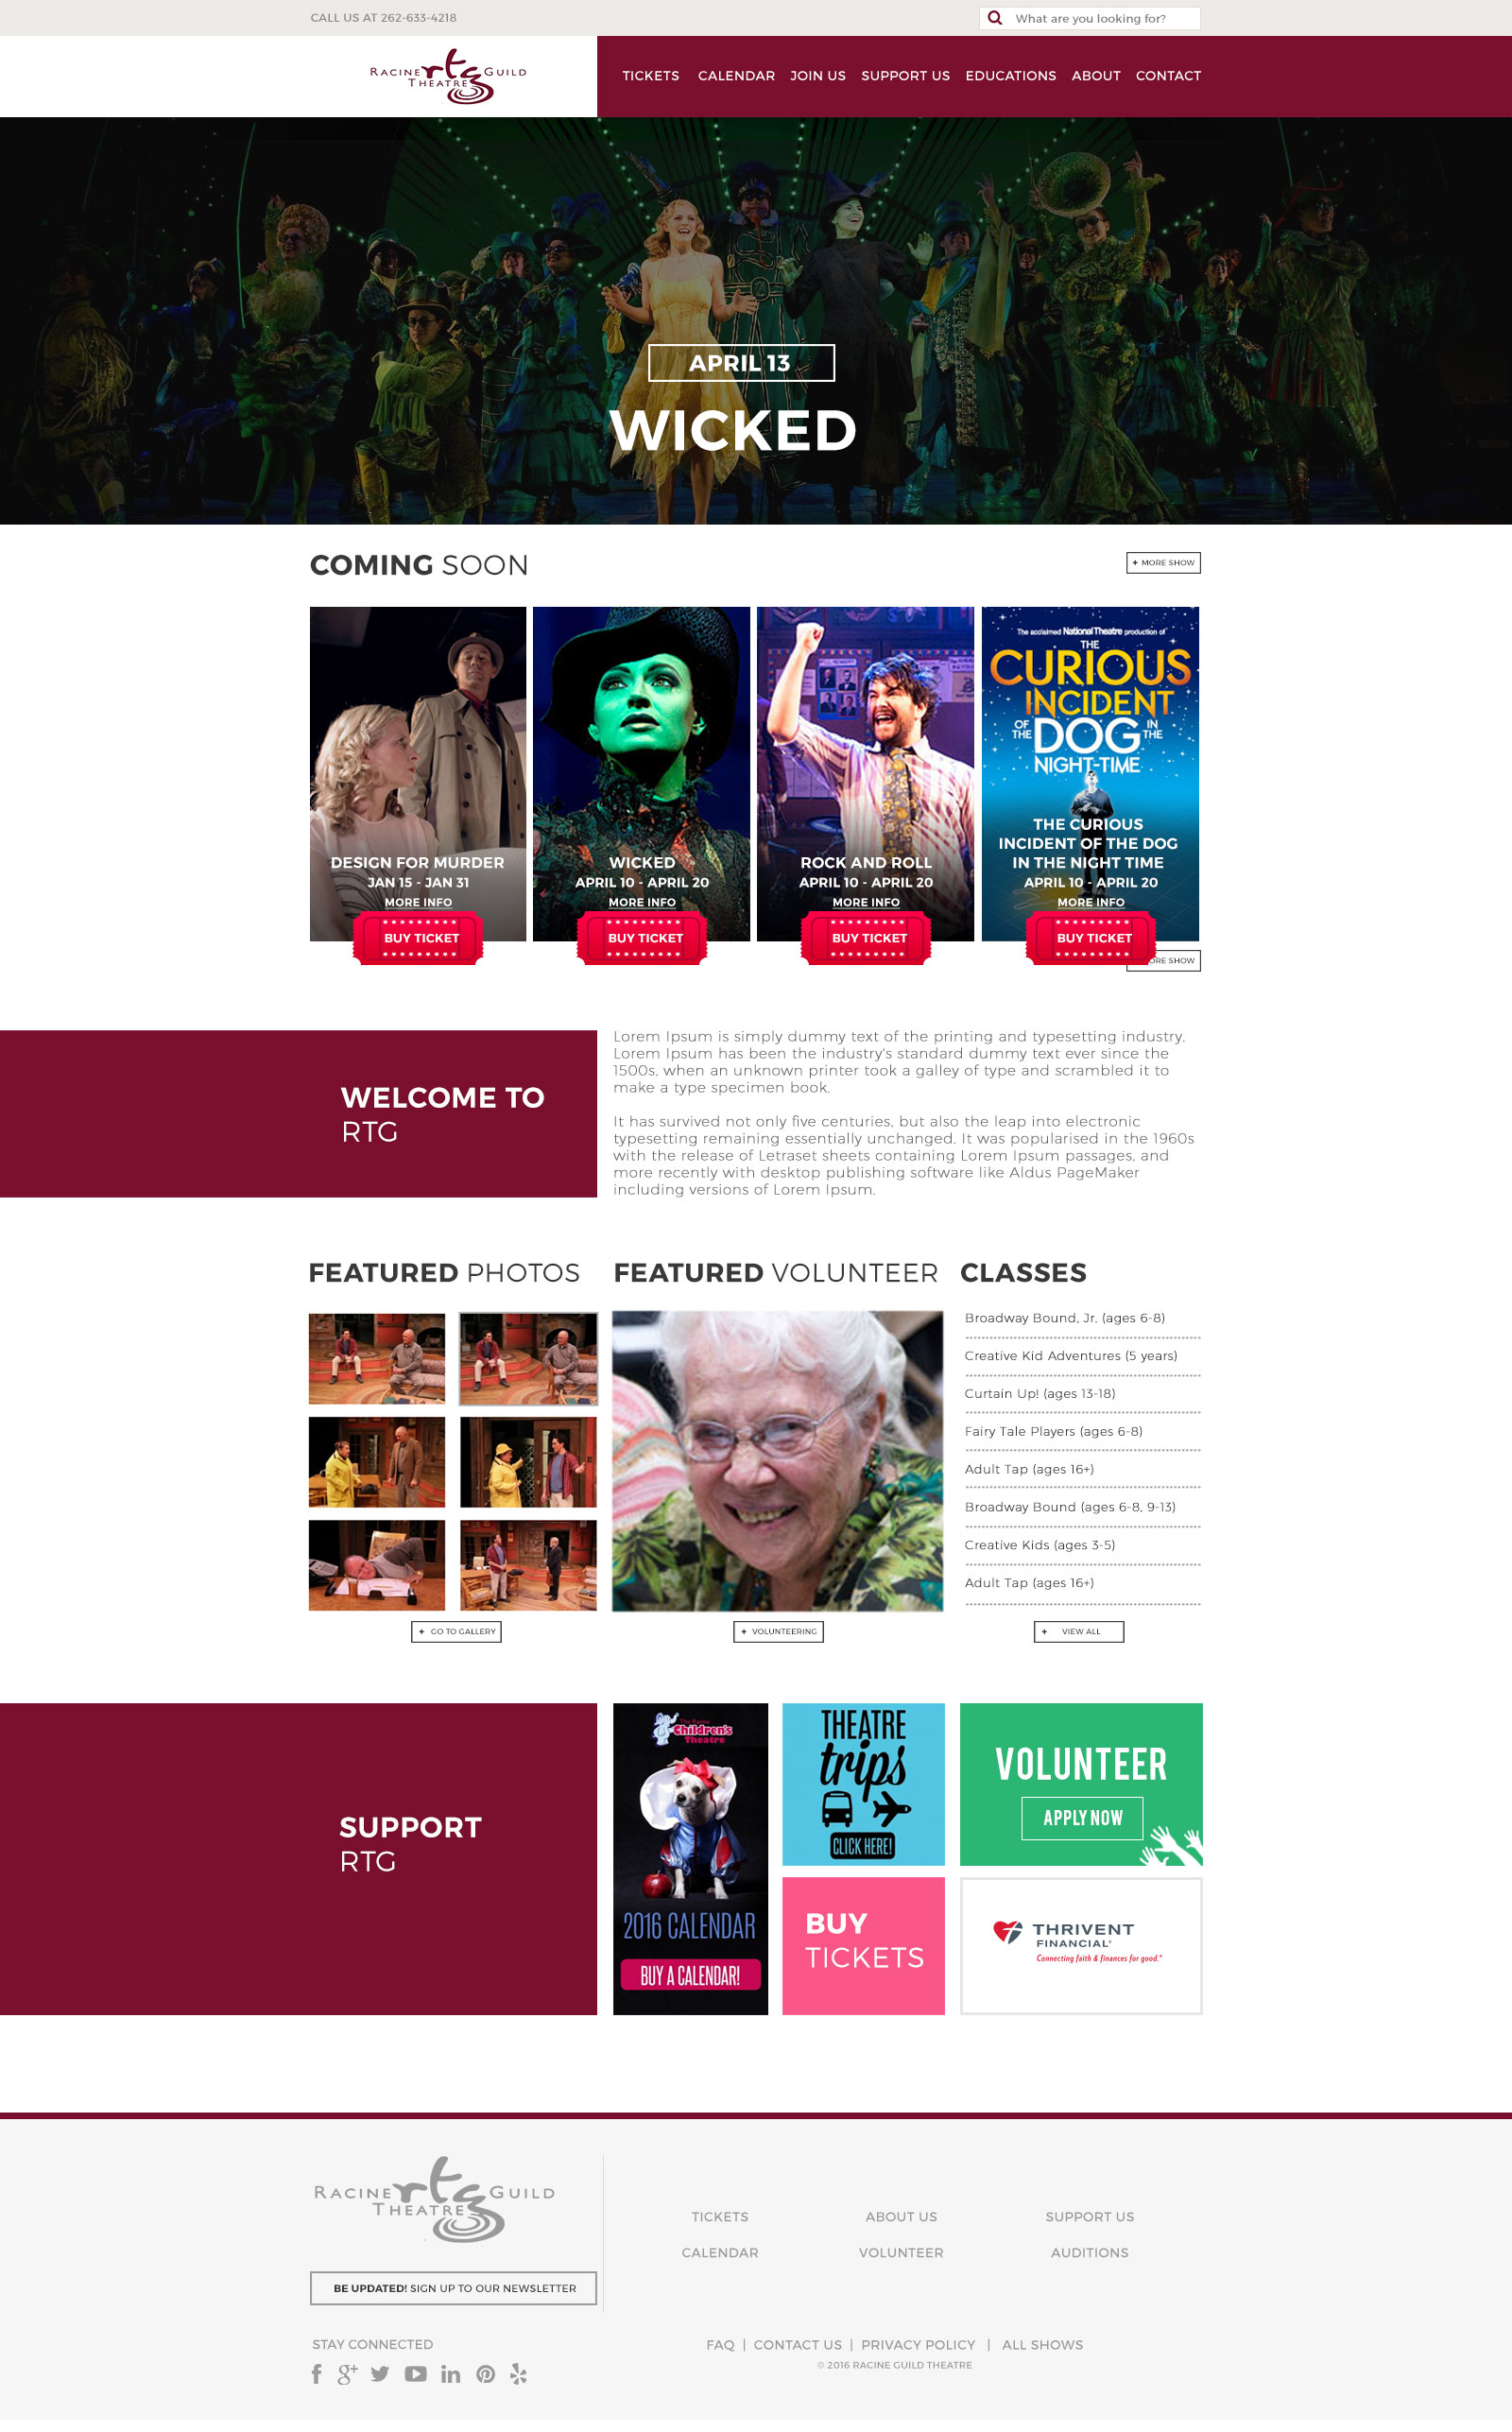 CALL US AT 262-633-4218
What are you looking for?
RACINE rtg GUILD
THEATRE
TICKETS CALENDAR JOIN US SUPPORT US EDUCATIONS ABOUT CONTACT
APRIL 13
WICKED
COMING SOON
+ MORE SHOW
DESIGN FOR MURDER
JAN 15 - JAN 31
MORE INFO
BUY TICKET
WICKED
APRIL 10 - APRIL 20
MORE INFO
BUY TICKET
ROCK AND ROLL
APRIL 10 - APRIL 20
MORE INFO
BUY TICKET
The acclaimed National Theatre production of
THE
CURIOUS
INCIDENT
OF THE DOG IN THE
NIGHT-TIME
THE CURIOUS
INCIDENT OF THE DOG
IN THE NIGHT TIME
APRIL 10 - APRIL 20
MORE INFO
BUY TICKET
ORE SHOW
WELCOME TO
RTG
Lorem Ipsum is simply dummy text of the printing and typesetting industry.
Lorem Ipsum has been the industry's standard dummy text ever since the
1500s, when an unknown printer took a galley of type and scrambled it to
make a type specimen book.
It has survived not only five centuries, but also the leap into electronic
typesetting remaining essentially unchanged. It was popularised in the 1960s
with the release of Letraset sheets containing Lorem Ipsum passages, and
more recently with desktop publishing software like Aldus PageMaker
including versions of Lorem Ipsum.
FEATURED PHOTOS
+ GO TO GALLERY
FEATURED VOLUNTEER
+ VOLUNTEERING
CLASSES
Broadway Bound, Jr. (ages 6-8)
Creative Kid Adventures (5 years)
Curtain Up! (ages 13-18)
Fairy Tale Players (ages 6-8)
Adult Tap (ages 16+)
Broadway Bound (ages 6-8, 9-13)
Creative Kids (ages 3-5)
Adult Tap (ages 16+)
+ VIEW ALL
SUPPORT
RTG
The Racine
Children's
Theatre
2016 CALENDAR
BUY A CALENDAR!
THEATRE
trips
CLICK HERE!
VOLUNTEER
APPLY NOW
BUY
TICKETS
THRIVENT
FINANCIAL®
Connecting faith & finances for good.®
RACINE rtg GUILD
THEATRE
BE UPDATED! SIGN UP TO OUR NEWSLETTER
TICKETS ABOUT US SUPPORT US
CALENDAR VOLUNTEER AUDITIONS
STAY CONNECTED
FAQ | CONTACT US | PRIVACY POLICY | ALL SHOWS
© 2016 RACINE GUILD THEATRE